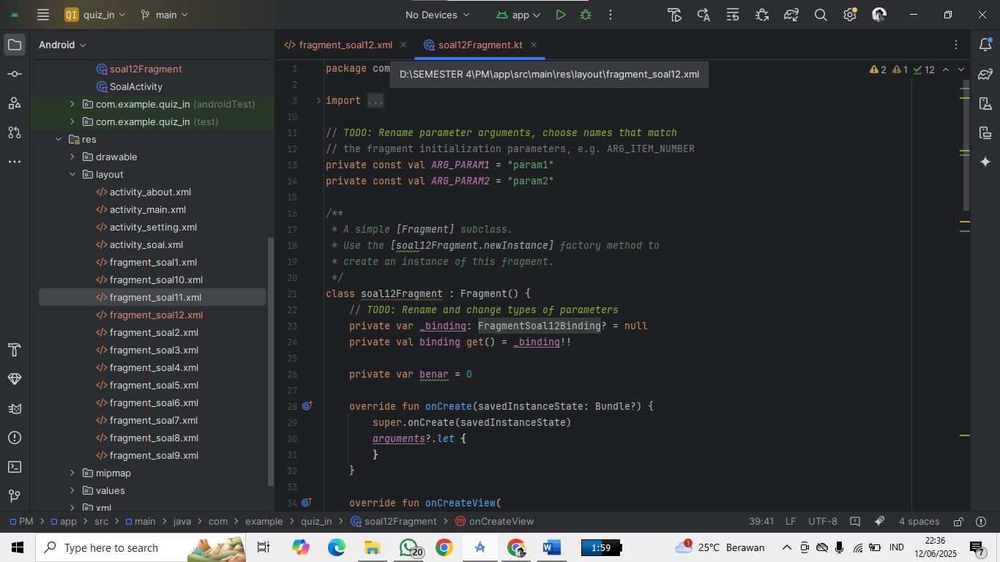 QI quiz_in main No Devices app
Android
fragment_soal12.xml soal12Fragment.kt
D:\SEMESTER 4\PM\app\src\main\res\layout\fragment_soal12.xml
soal12Fragment
SoalActivity
com.example.quiz_in (androidTest)
com.example.quiz_in (test)
res
drawable
layout
activity_about.xml
activity_main.xml
activity_setting.xml
activity_soal.xml
fragment_soal1.xml
fragment_soal10.xml
fragment_soal11.xml
fragment_soal12.xml
fragment_soal2.xml
fragment_soal3.xml
fragment_soal4.xml
fragment_soal5.xml
fragment_soal6.xml
fragment_soal7.xml
fragment_soal8.xml
fragment_soal9.xml
mipmap
values
xml
2 1 12
1 package com
2
3 import ...
10
11 // TODO: Rename parameter arguments, choose names that match
12 // the fragment initialization parameters, e.g. ARG_ITEM_NUMBER
13 private const val ARG_PARAM1 = "param1"
14 private const val ARG_PARAM2 = "param2"
15
16 /**
17 * A simple [Fragment] subclass.
18 * Use the [soal12Fragment.newInstance] factory method to
19 * create an instance of this fragment.
20 */
21 class soal12Fragment : Fragment() {
22 // TODO: Rename and change types of parameters
23 private var _binding: FragmentSoal12Binding? = null
24 private val binding get() = _binding!!
25
26 private var benar = 0
27
28 override fun onCreate(savedInstanceState: Bundle?) {
29 super.onCreate(savedInstanceState)
30 arguments?.let {
31 }
32 }
33
34 override fun onCreateView(
PM app src main java com example quiz_in soal12Fragment onCreateView 39:41 LF UTF-8 4 spaces
Type here to search
20
1:59
25°C Berawan
IND
22:36
12/06/2025
7